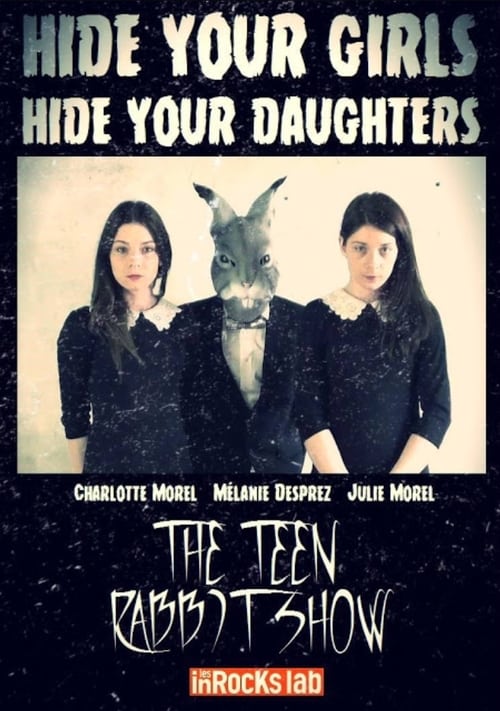 HIDE YOUR GIRLS
HIDE YOUR DAUGHTERS
CHARLOTTE MOREL MÉLANIE DESPREZ JULIE MOREL
THE TEEN
RABBIT SHOW
les
inROCKs lab